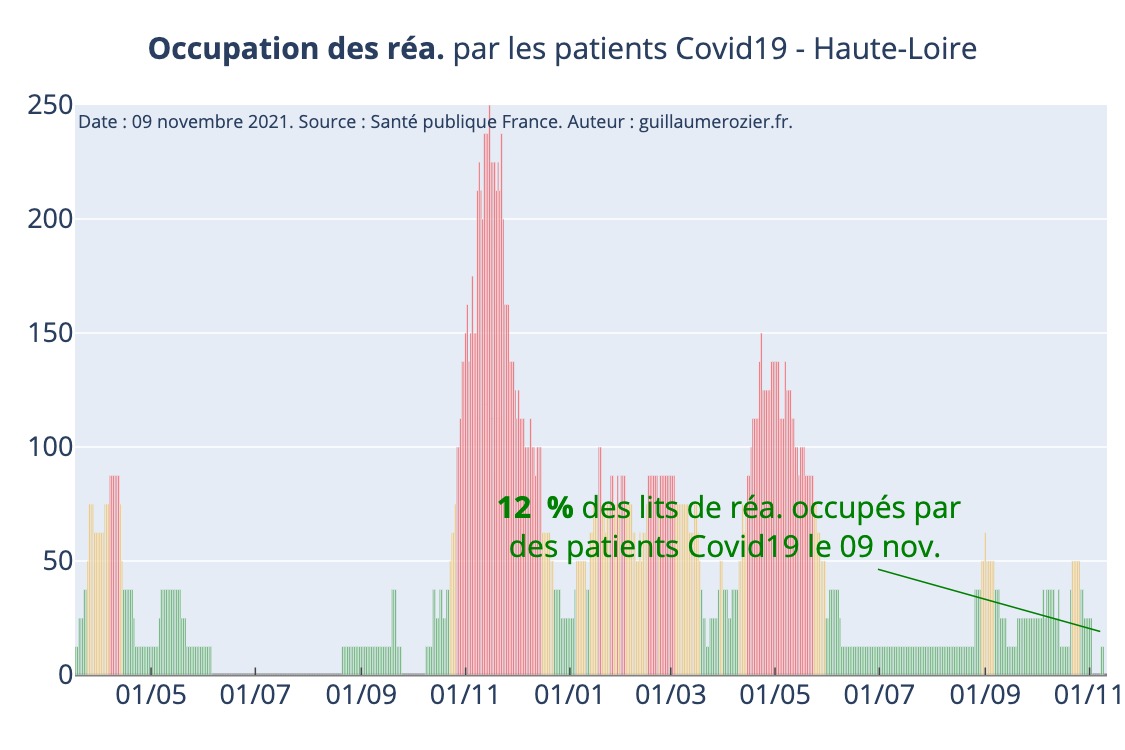 Occupation des réa. par les patients Covid19 - Haute-Loire
250
Date : 09 novembre 2021. Source : Santé publique France. Auteur : guillaumerozier.fr.
200
150
100
12  % des lits de réa. occupés par
des patients Covid19 le 09 nov.
50
0
01/05 01/07 01/09 01/11 01/01 01/03 01/05 01/07 01/09 01/11